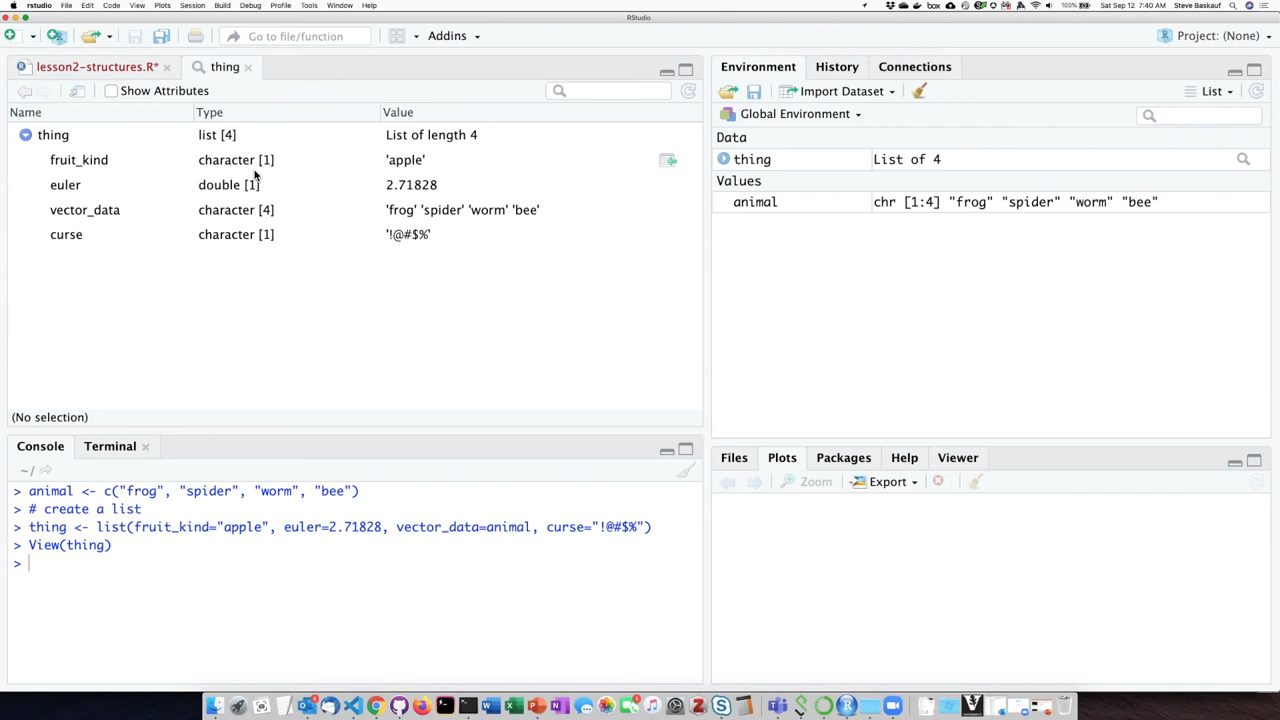 rstudio File Edit Code View Plots Session Build Debug Profile Tools Window Help
box 100% Sat Sep 12 7:40 AM Steve Baskauf
RStudio
Go to file/function Addins Project: (None)
lesson2-structures.R* thing
Show Attributes
Name Type Value
thing list [4] List of length 4
fruit_kind character [1] 'apple'
euler double [1] 2.71828
vector_data character [4] 'frog' 'spider' 'worm' 'bee'
curse character [1] '!@#$%'
(No selection)
Console Terminal
~/
> animal <- c("frog", "spider", "worm", "bee")
> # create a list
> thing <- list(fruit_kind="apple", euler=2.71828, vector_data=animal, curse="!@#$%")
> View(thing)
>
Environment History Connections
Import Dataset List
Global Environment
Data
thing List of 4
Values
animal chr [1:4] "frog" "spider" "worm" "bee"
Files Plots Packages Help Viewer
Zoom Export